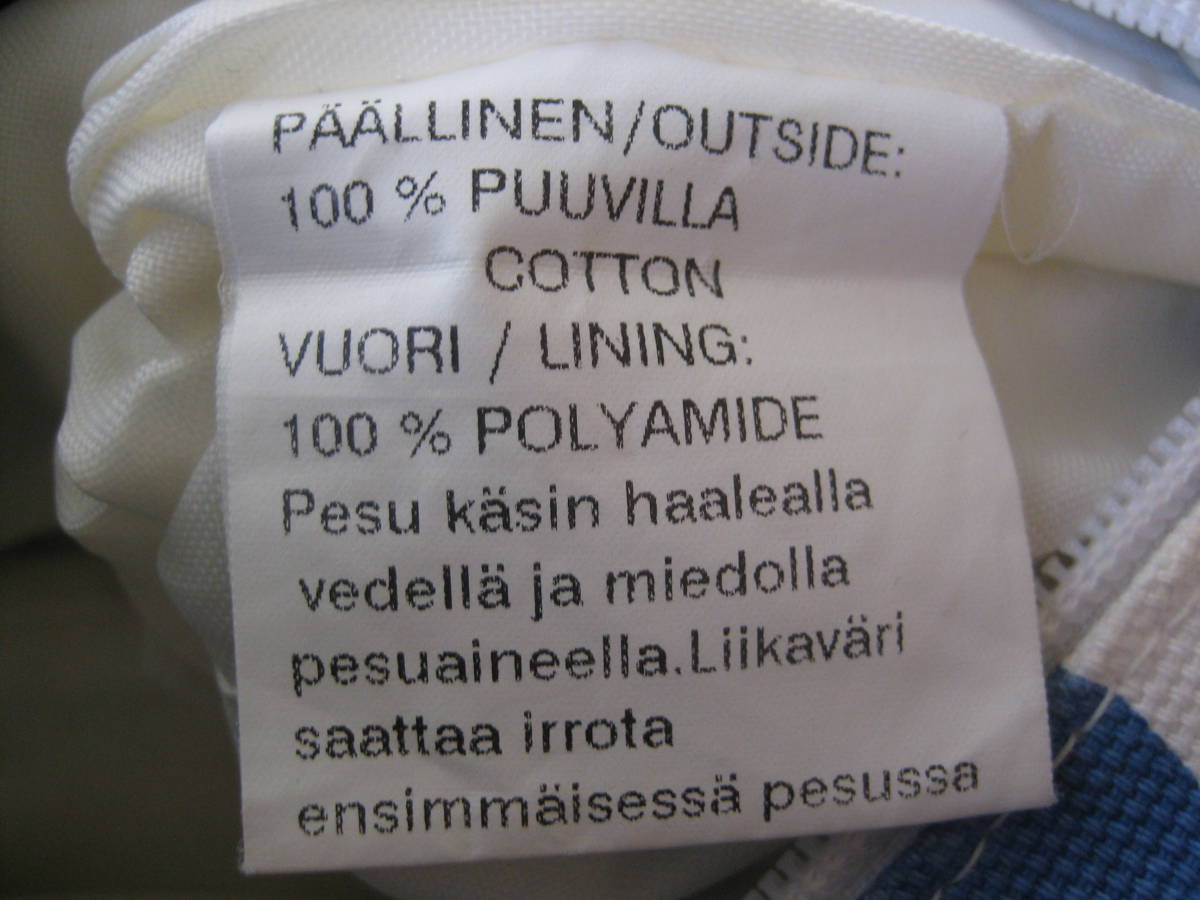 PÄÄLLINEN/OUTSIDE:
100 % PUUVILLA
COTTON
VUORI / LINING:
100 % POLYAMIDE
Pesu käsin haalealla
vedellä ja miedolla
pesuaineella.Liikaväri
saattaa irrota
ensimmäisessä pesussa